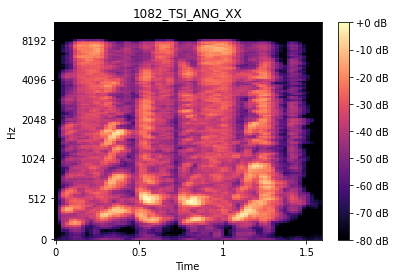 1082_TSI_ANG_XX
Hz
8192
4096
2048
1024
512
0
0
0.5
1
1.5
Time
+0 dB
-10 dB
-20 dB
-30 dB
-40 dB
-50 dB
-60 dB
-70 dB
-80 dB